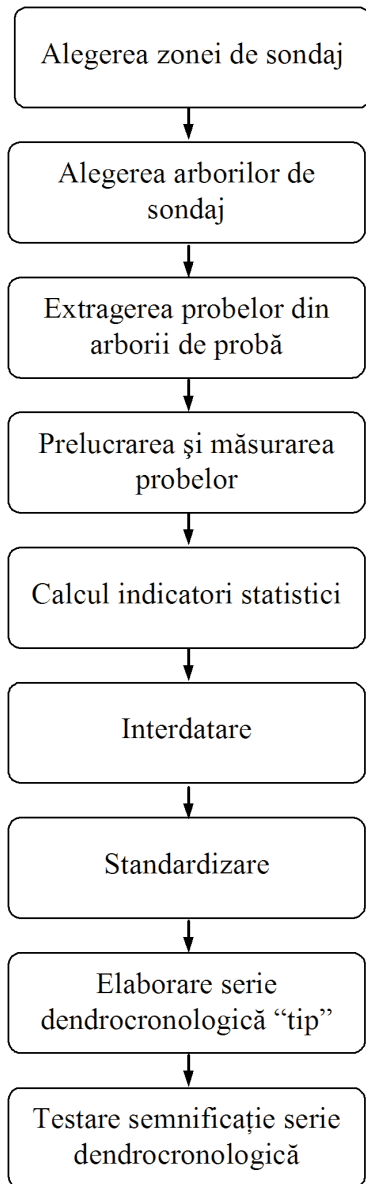 Alegerea zonei de sondaj
Alegerea arborilor de
sondaj
Extragerea probelor din
arborii de probă
Prelucrarea şi măsurarea
probelor
Calcul indicatori statistici
Interdatare
Standardizare
Elaborare serie
dendrocronologică “tip”
Testare semnificaţie serie
dendrocronologică